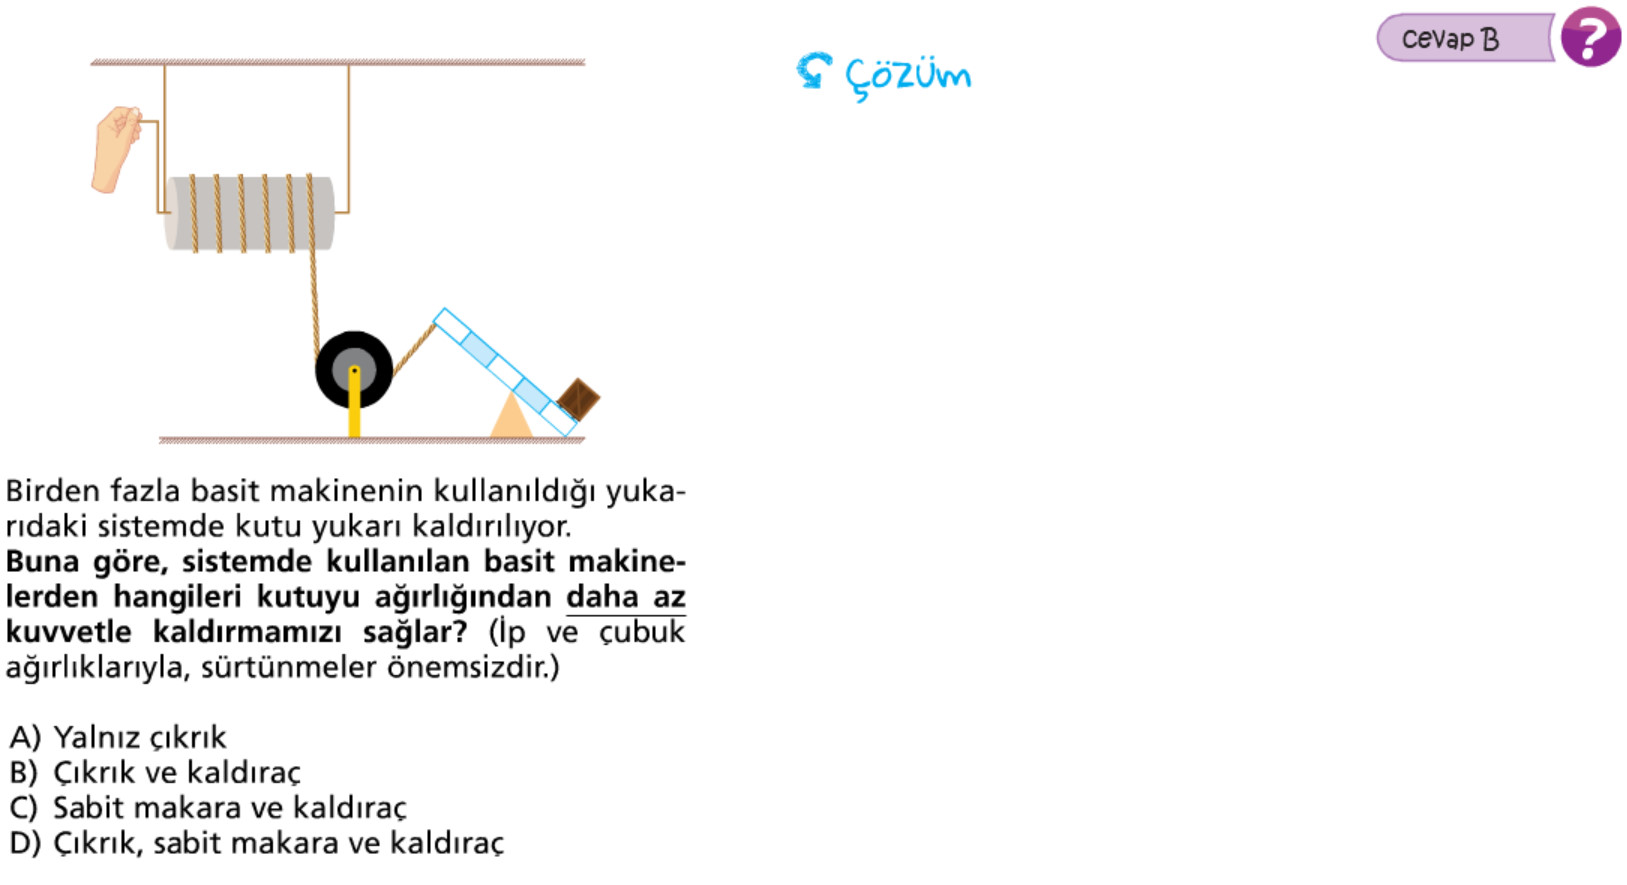 cevap B
?
Çözüm
Birden fazla basit makinenin kullanıldığı yuka-
rıdaki sistemde kutu yukarı kaldırılıyor.
Buna göre, sistemde kullanılan basit makine-
lerden hangileri kutuyu ağırlığından daha az
kuvvetle kaldırmamızı sağlar? (İp ve çubuk
ağırlıklarıyla, sürtünmeler önemsizdir.)
A) Yalnız çıkrık
B) Çıkrık ve kaldıraç
C) Sabit makara ve kaldıraç
D) Çıkrık, sabit makara ve kaldıraç